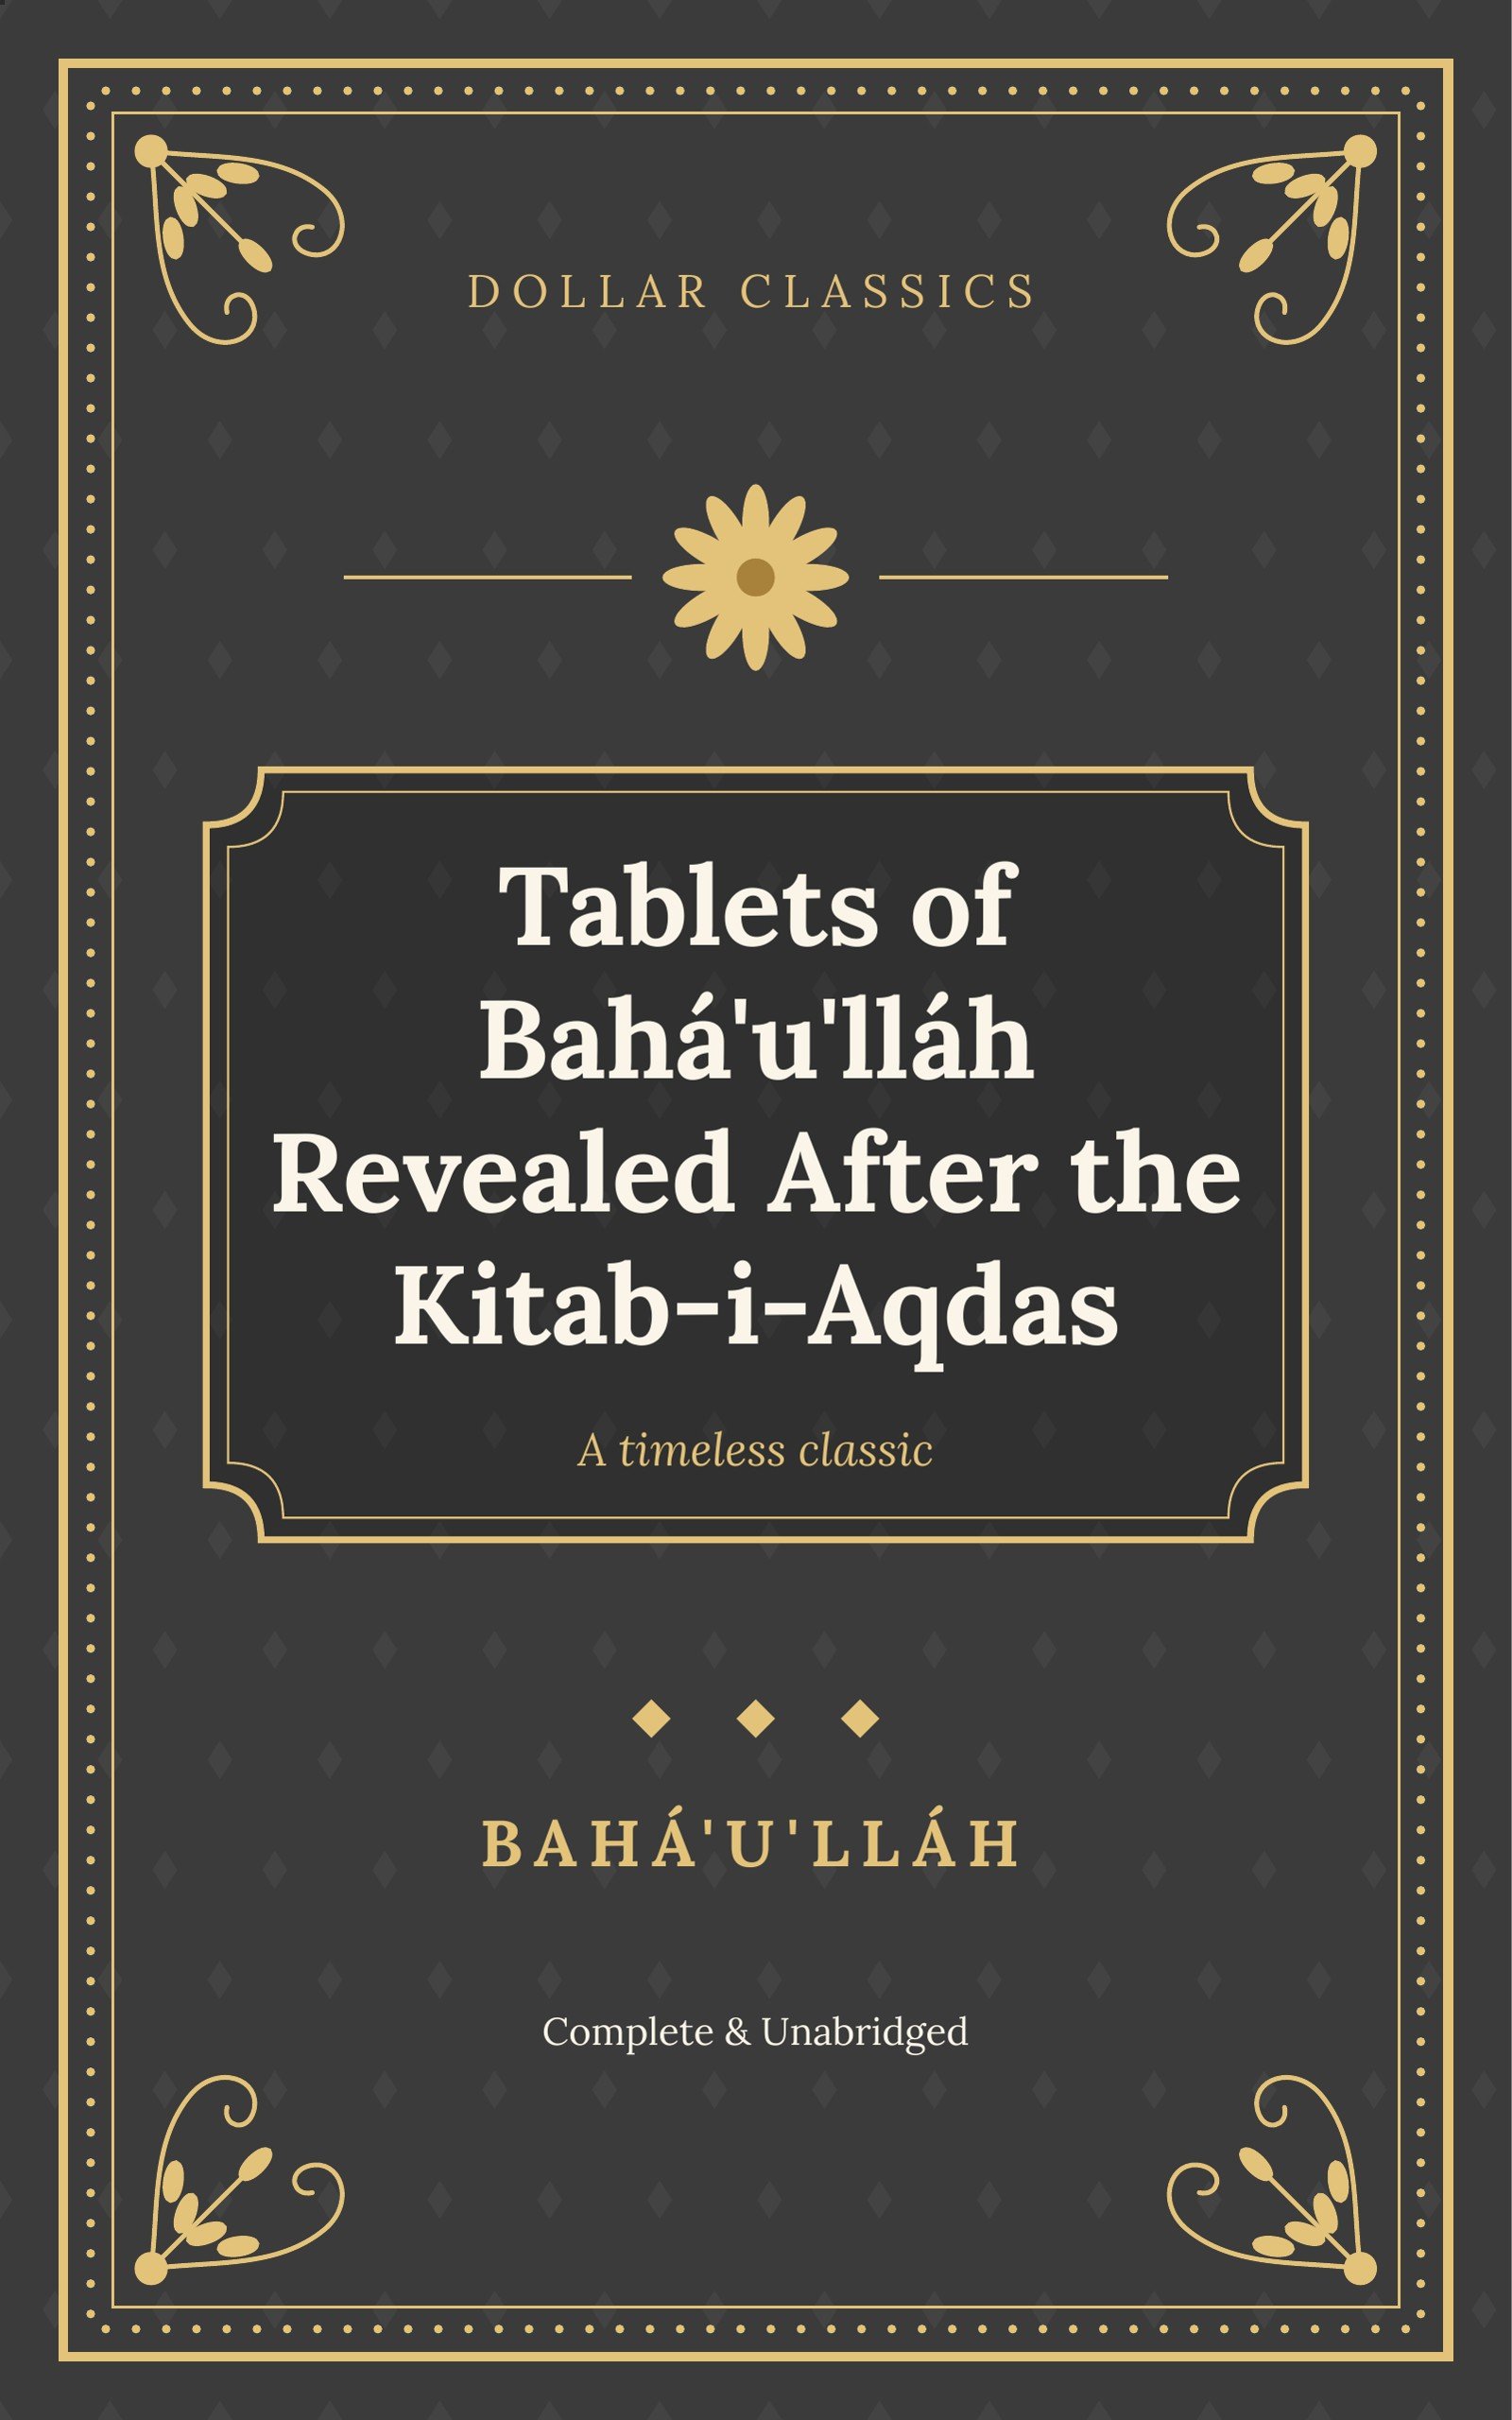 DOLLAR CLASSICS
Tablets of
Bahá'u'lláh
Revealed After the
Kitab-i-Aqdas
A timeless classic
BAHÁ'U'LLÁH
Complete & Unabridged